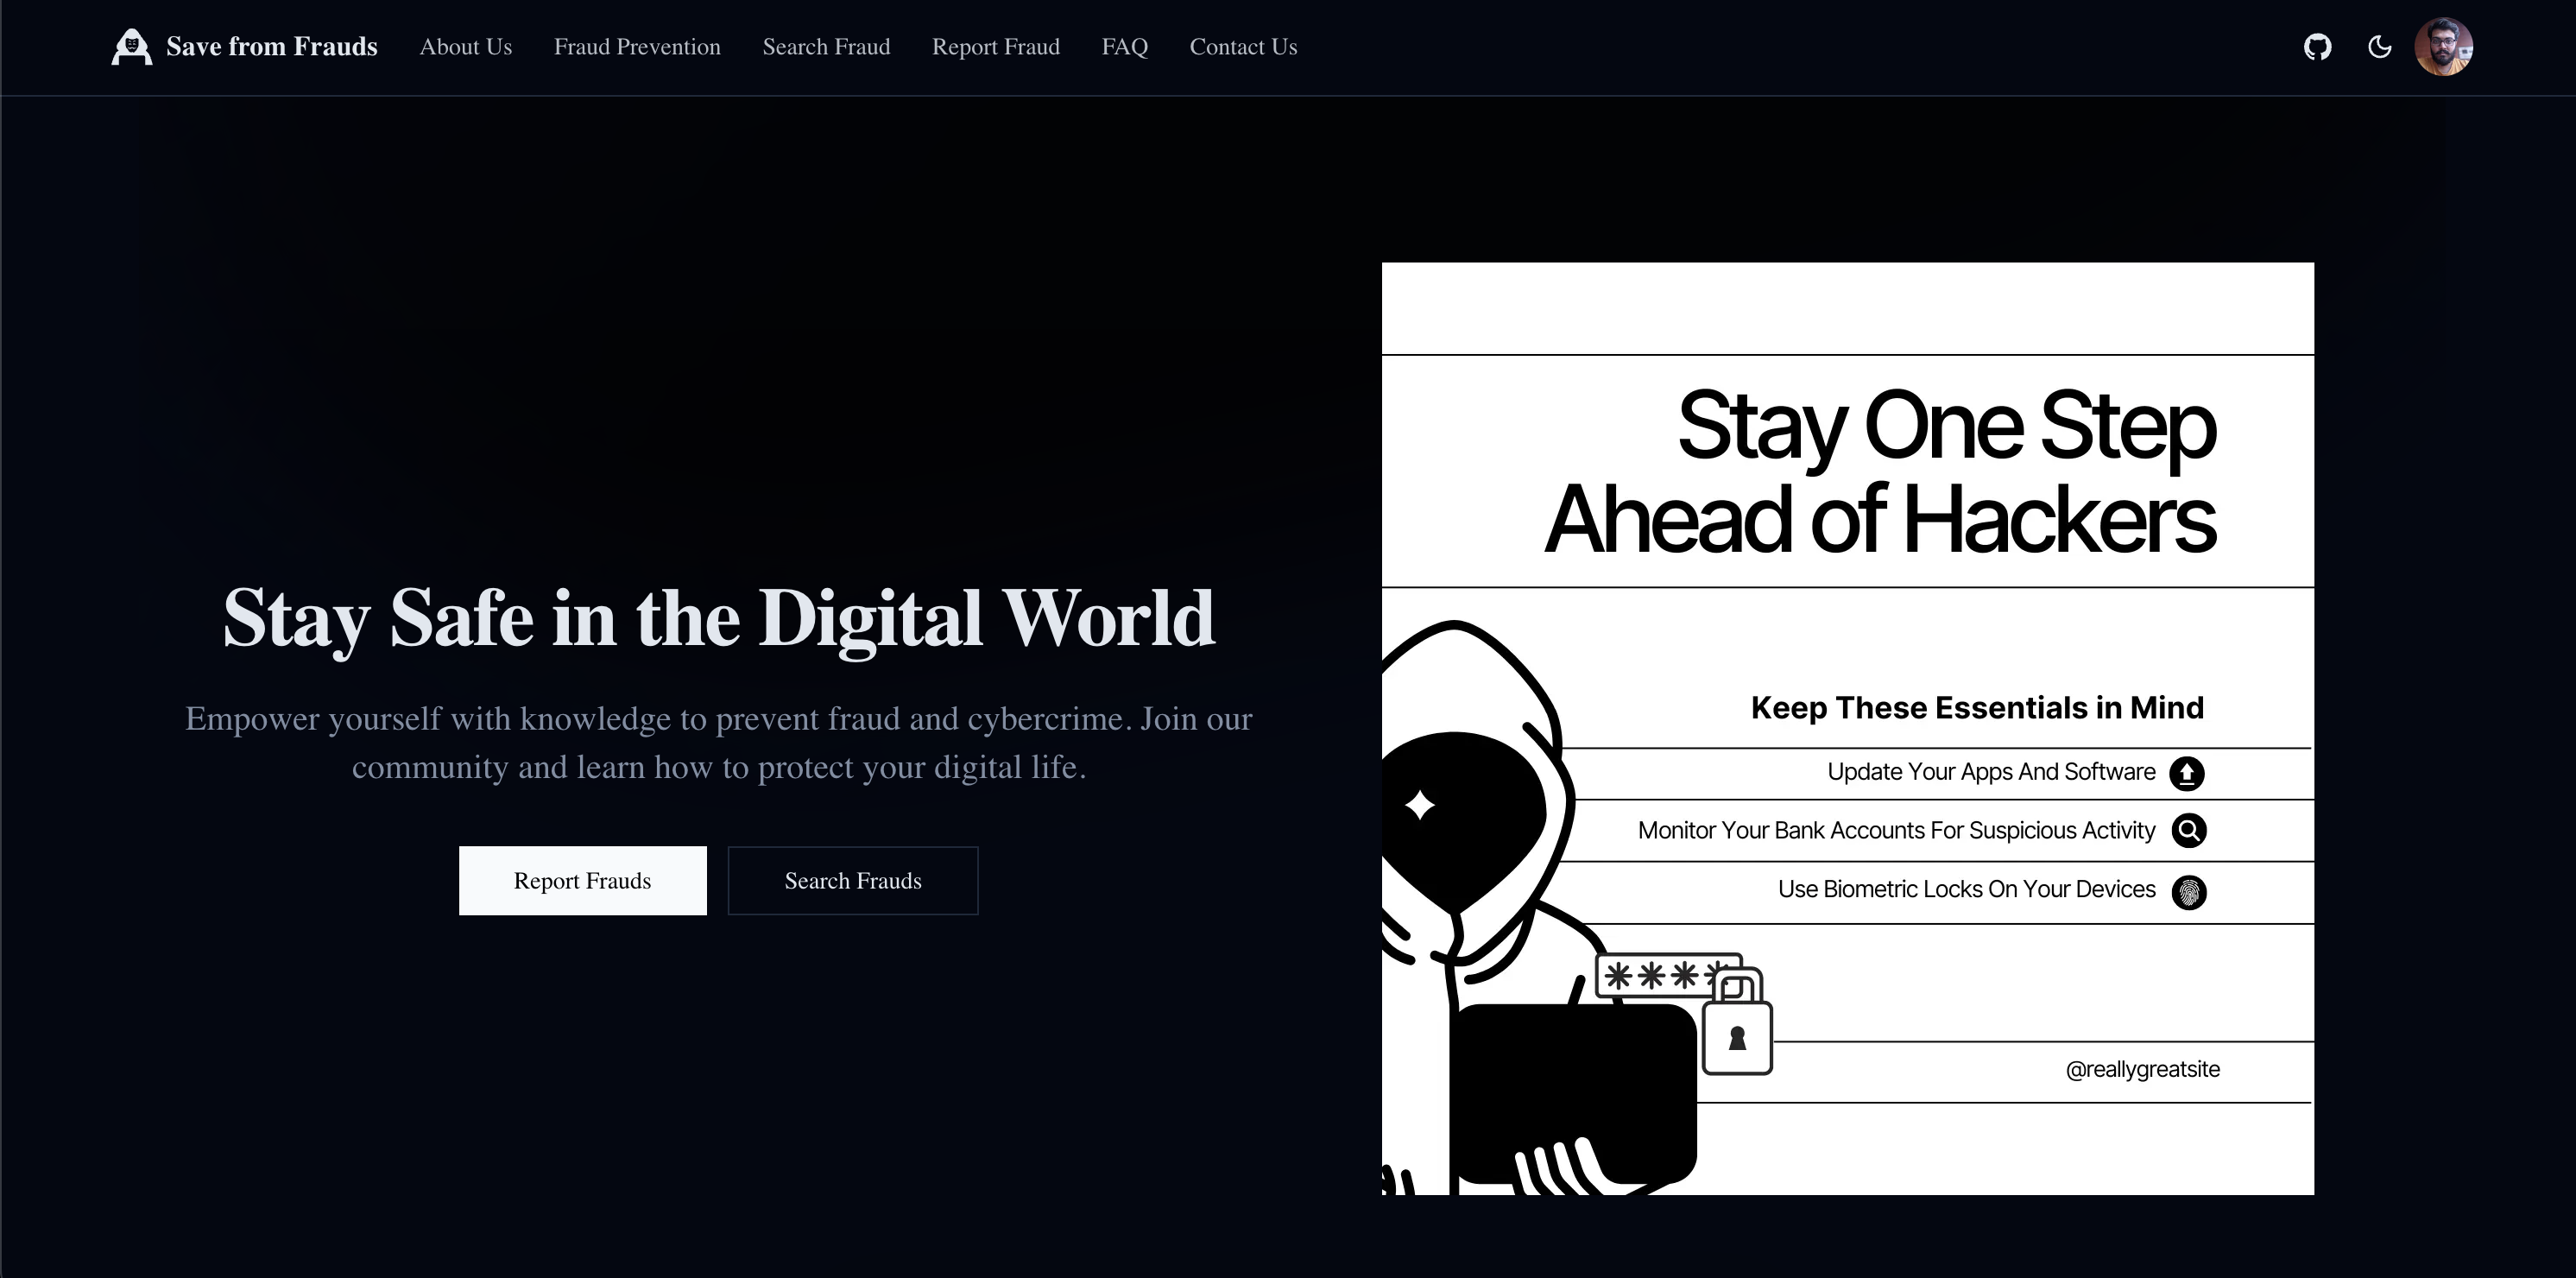 Save from Frauds
About Us
Fraud Prevention
Search Fraud
Report Fraud
FAQ
Contact Us
Stay Safe in the Digital World
Empower yourself with knowledge to prevent fraud and cybercrime. Join our
community and learn how to protect your digital life.
Report Frauds
Search Frauds
Stay One Step
Ahead of Hackers
Keep These Essentials in Mind
Update Your Apps And Software
Monitor Your Bank Accounts For Suspicious Activity
Use Biometric Locks On Your Devices
****
@reallygreatsite